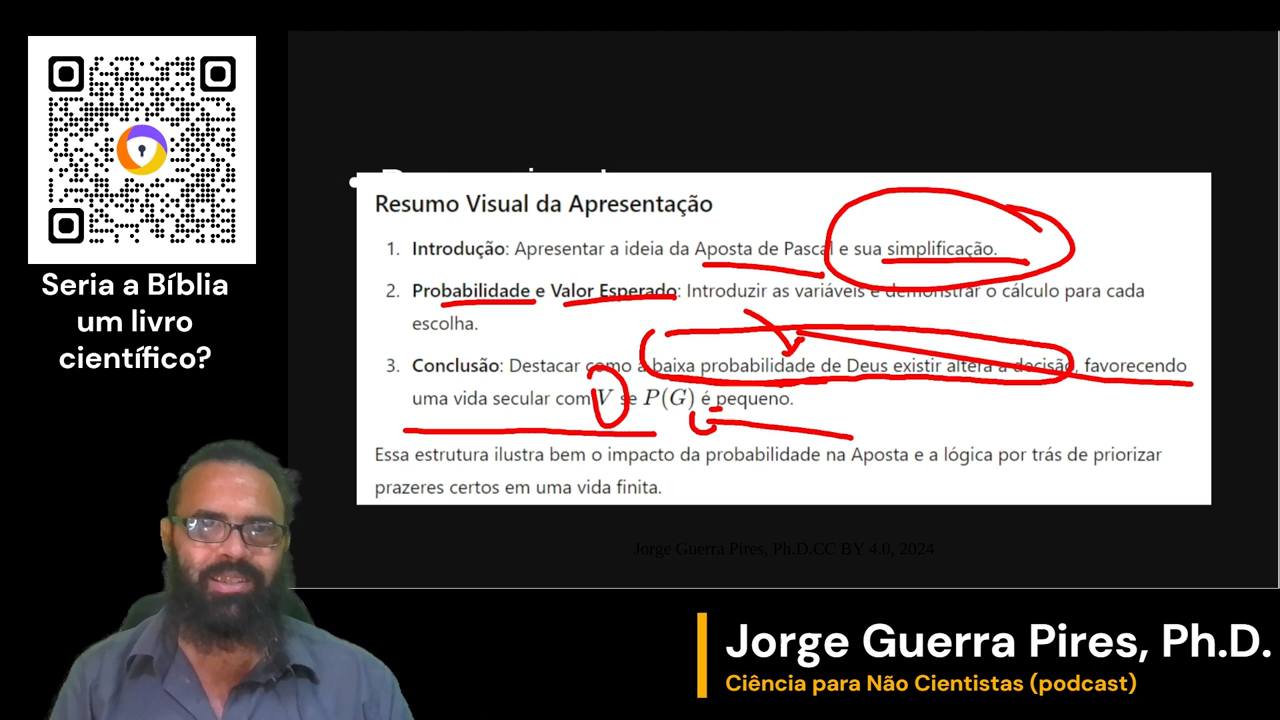 Seria a Bíblia
um livro
científico?
Resumo Visual da Apresentação
1. Introdução: Apresentar a ideia da Aposta de Pascal e sua simplificação.
2. Probabilidade e Valor Esperado: Introduzir as variáveis e demonstrar o cálculo para cada
escolha.
3. Conclusão: Destacar como a baixa probabilidade de Deus existir altera a decisão, favorecendo
uma vida secular com V se P(G) é pequeno.
Essa estrutura ilustra bem o impacto da probabilidade na Aposta e a lógica por trás de priorizar
prazeres certos em uma vida finita.
Jorge Guerra Pires, Ph.D.CC BY 4.0, 2024
Jorge Guerra Pires, Ph.D.
Ciência para Não Cientistas (podcast)